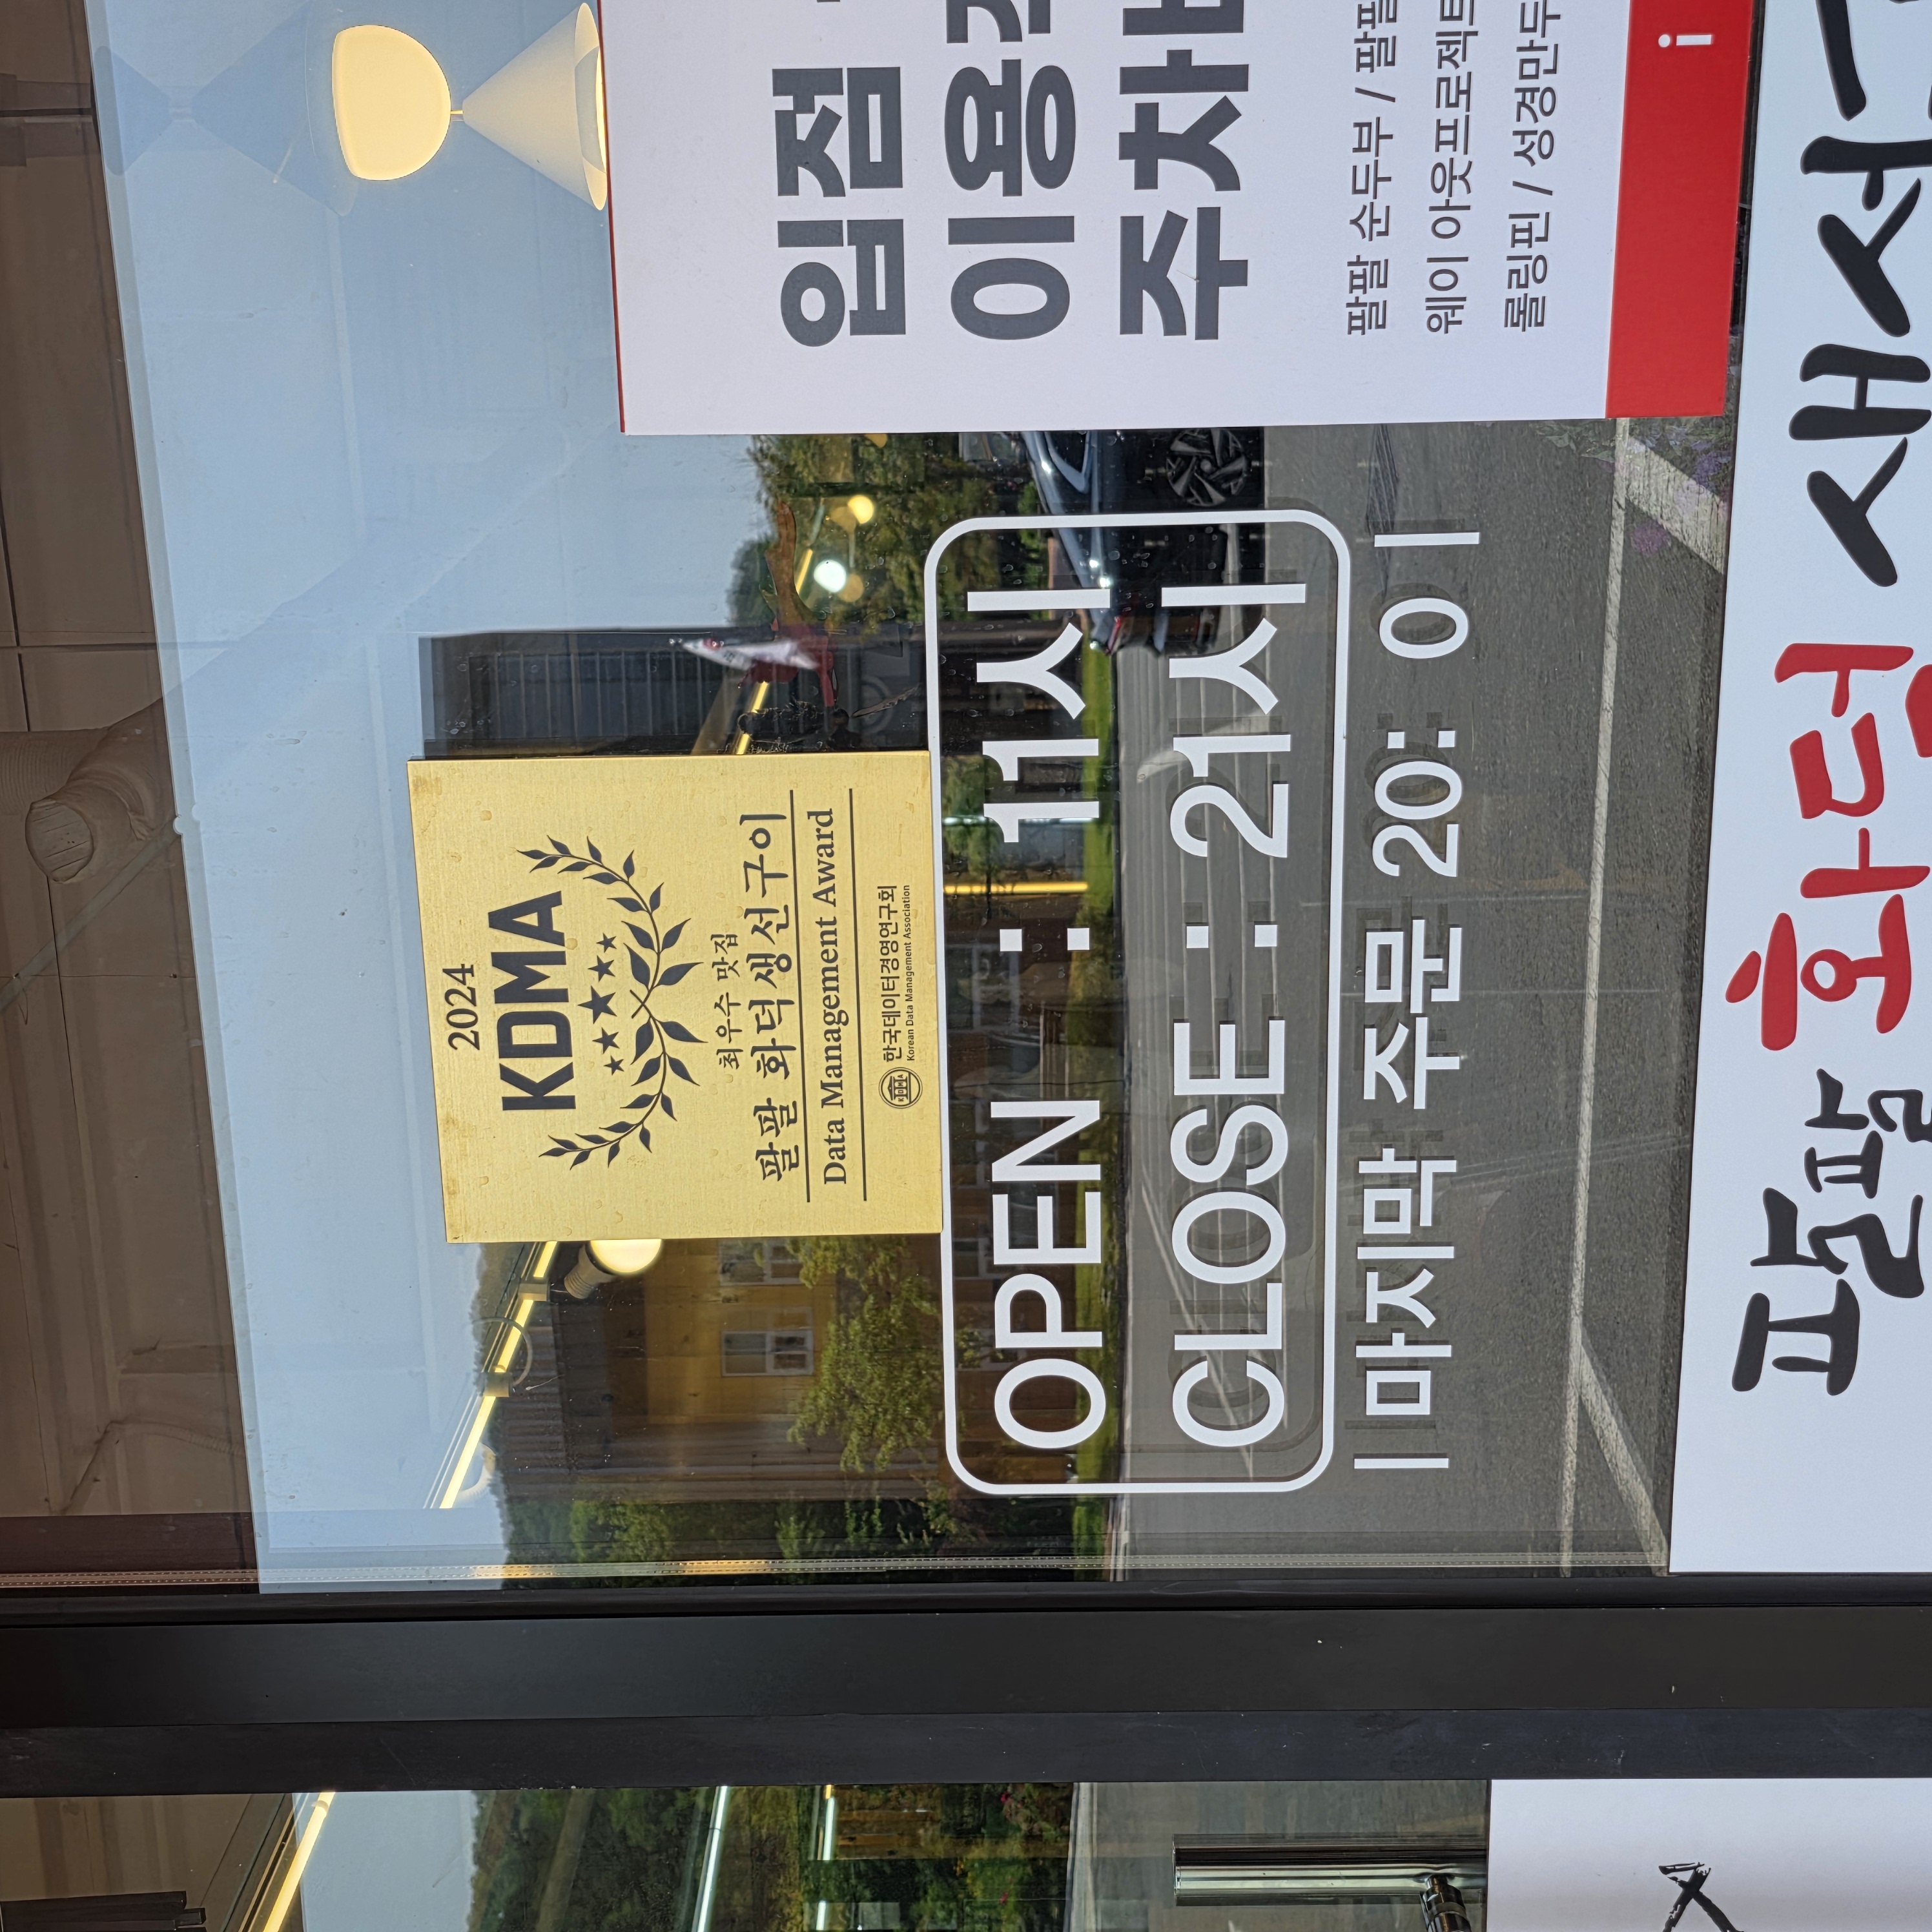 2024
KDMA
최우수 맛집
팔팔 화덕생선구이
Data Management Award
한국데이터경영연구회
Korean Data Management Association
OPEN : 11시
CLOSE : 21시
|마지막 주문 20: 0|
입점
이용
주차
팔팔 순두부 / 팔팔
웨이 아웃프로젝트
롤링핀 / 성경만두
i
팔팔 화덕 생선